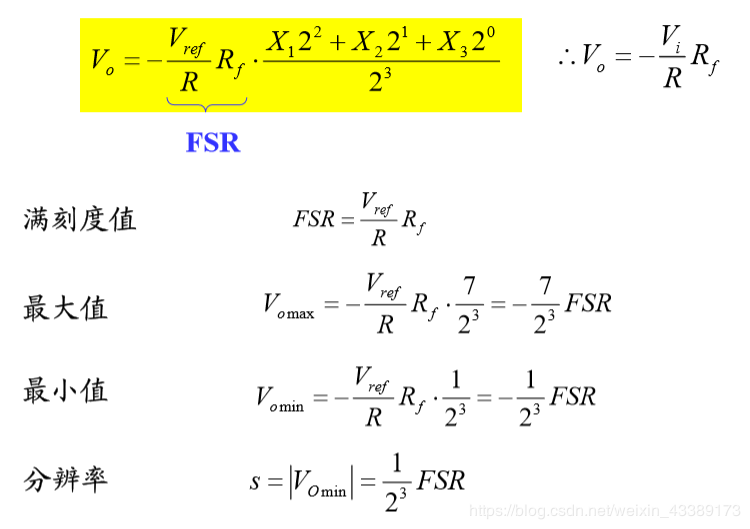 V_o = -\frac{V_{ref}}{R} R_f \cdot \frac{X_1 2^2 + X_2 2^1 + X_3 2^0}{2^3} ∴ V_o = -\frac{V_i}{R} R_f
FSR
满刻度值 FSR = \frac{V_{ref}}{R} R_f
最大值 V_{o max} = -\frac{V_{ref}}{R} R_f \cdot \frac{7}{2^3} = -\frac{7}{2^3} FSR
最小值 V_{o min} = -\frac{V_{ref}}{R} R_f \cdot \frac{1}{2^3} = -\frac{1}{2^3} FSR
分辨率 s = |V_{O min}| = \frac{1}{2^3} FSR
https://blog.csdn.net/weixin_43389173